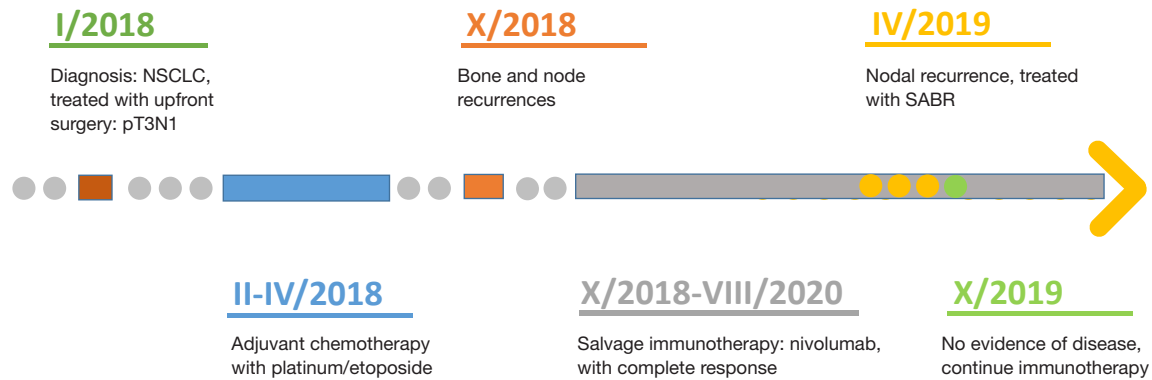 I/2018
Diagnosis: NSCLC,
treated with upfront
surgery: pT3N1
X/2018
Bone and node
recurrences
IV/2019
Nodal recurrence, treated
with SABR
II-IV/2018
Adjuvant chemotherapy
with platinum/etoposide
X/2018-VIII/2020
Salvage immunotherapy: nivolumab,
with complete response
X/2019
No evidence of disease,
continue immunotherapy